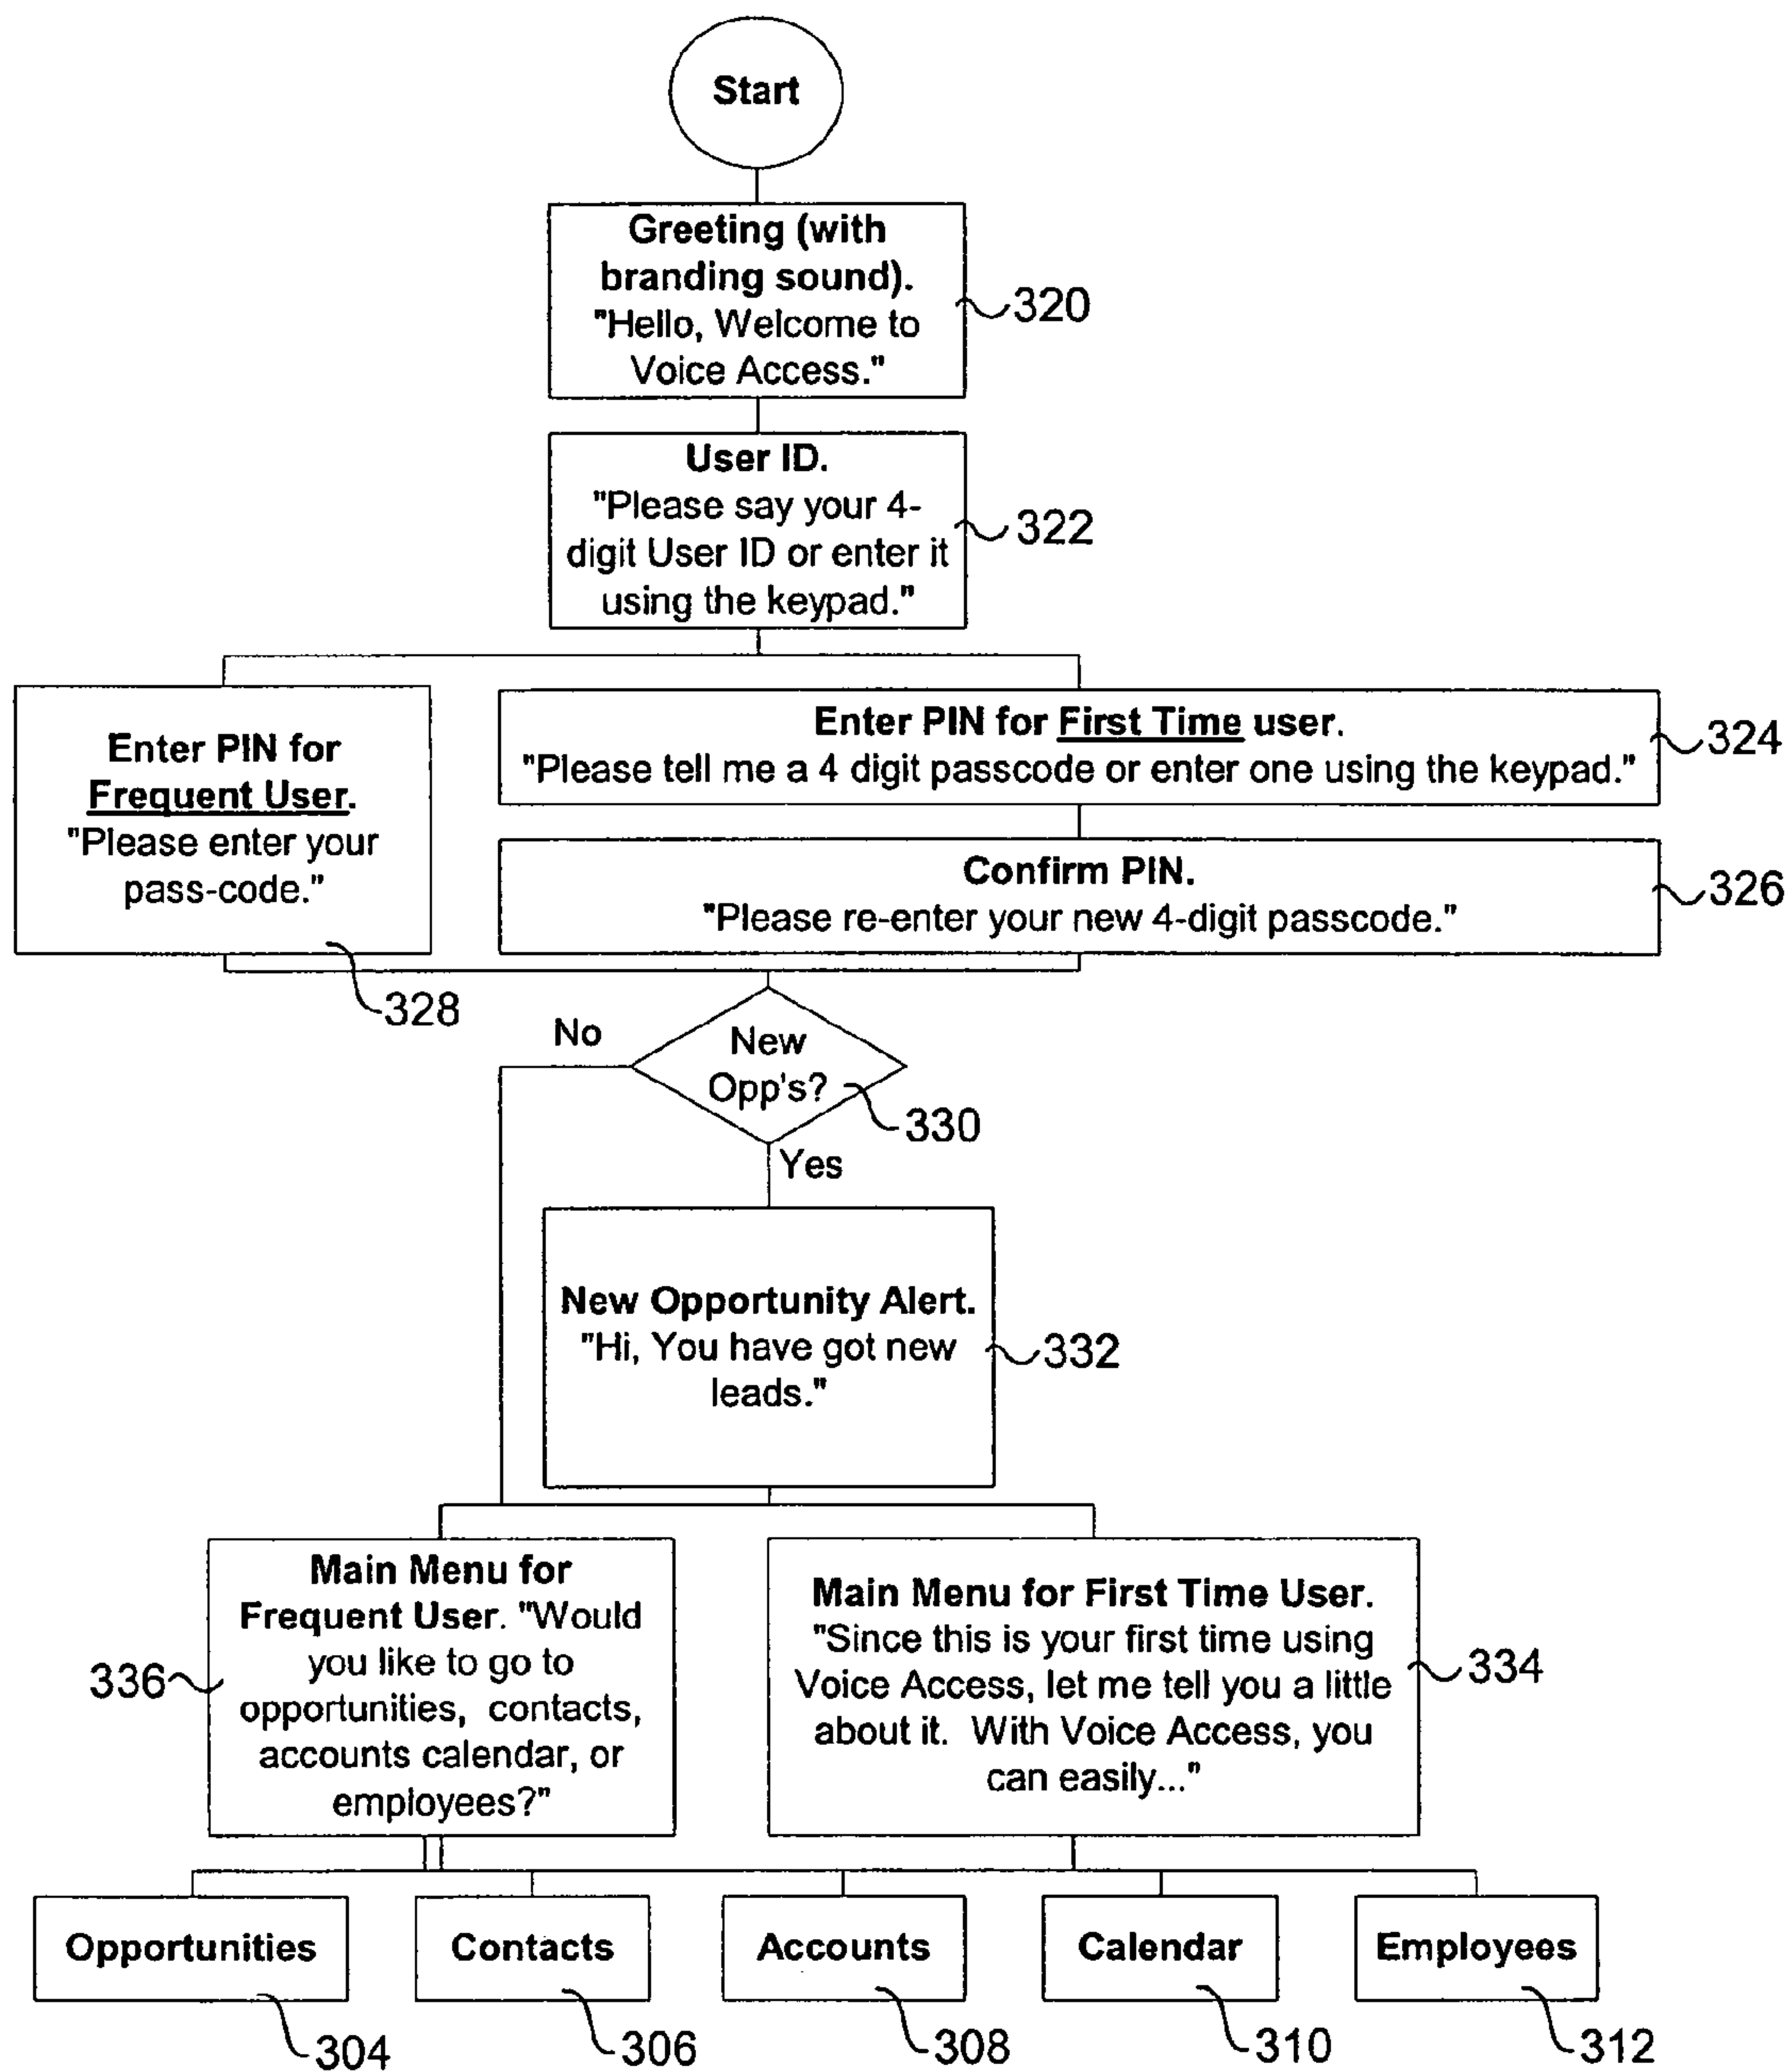 Start
Greeting (with
branding sound).
"Hello, Welcome to
Voice Access."
320
User ID.
"Please say your 4-
digit User ID or enter it
using the keypad."
322
Enter PIN for
Frequent User.
"Please enter your
pass-code."
328
Enter PIN for First Time user.
"Please tell me a 4 digit passcode or enter one using the keypad."
324
Confirm PIN.
"Please re-enter your new 4-digit passcode."
326
No
New
Opp's?
330
Yes
New Opportunity Alert.
"Hi, You have got new
leads."
332
Main Menu for
Frequent User. "Would
you like to go to
opportunities, contacts,
accounts calendar, or
employees?"
336
Main Menu for First Time User.
"Since this is your first time using
Voice Access, let me tell you a little
about it. With Voice Access, you
can easily..."
334
Opportunities
304
Contacts
306
Accounts
308
Calendar
310
Employees
312